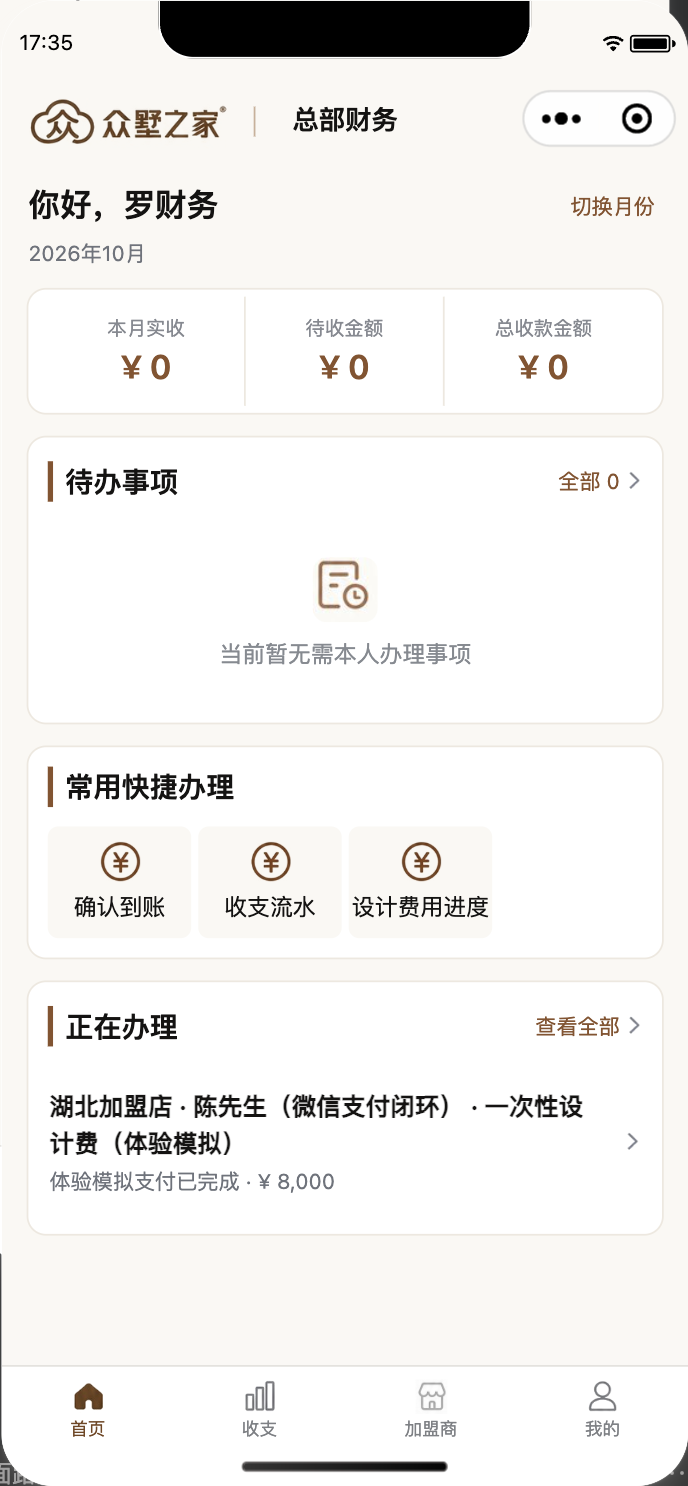 17:35
众墅之家® | 总部财务
你好，罗财务
切换月份
2026年10月
本月实收 待收金额 总收款金额
¥ 0 ¥ 0 ¥ 0
待办事项 全部 0
当前暂无需本人办理事项
常用快捷办理
确认到账 收支流水 设计费用进度
正在办理 查看全部
湖北加盟店 · 陈先生（微信支付闭环） · 一次性设
计费（体验模拟）
体验模拟支付已完成 · ¥ 8,000
首页 收支 加盟商 我的